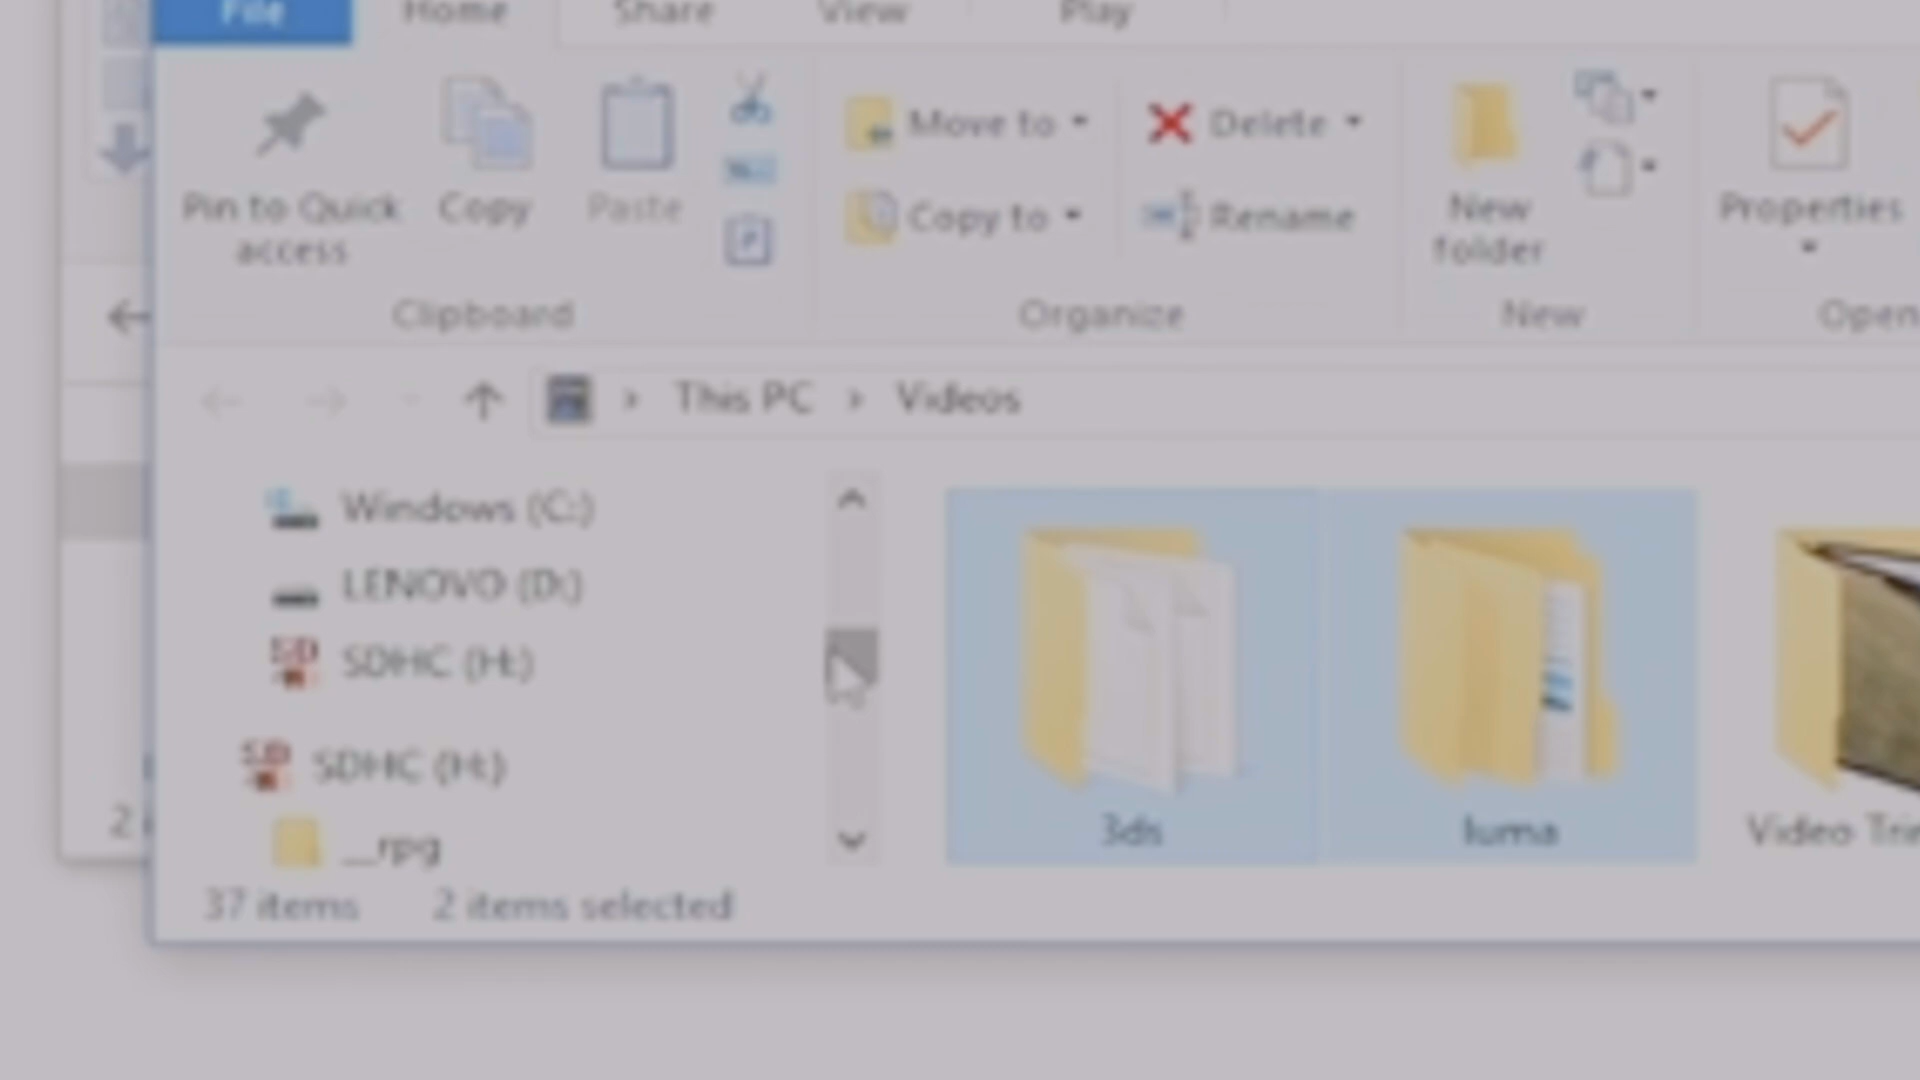 File Home Share View Play
Pin to Quick access
Copy
Paste
Move to
Copy to
Delete
Rename
New folder
Properties
Clipboard Organize New Open
This PC > Videos
Windows (C:)
LENOVO (D:)
SDHC (H:)
SDHC (H:)
__rpg
3ds
luma
Video
37 items 2 items selected